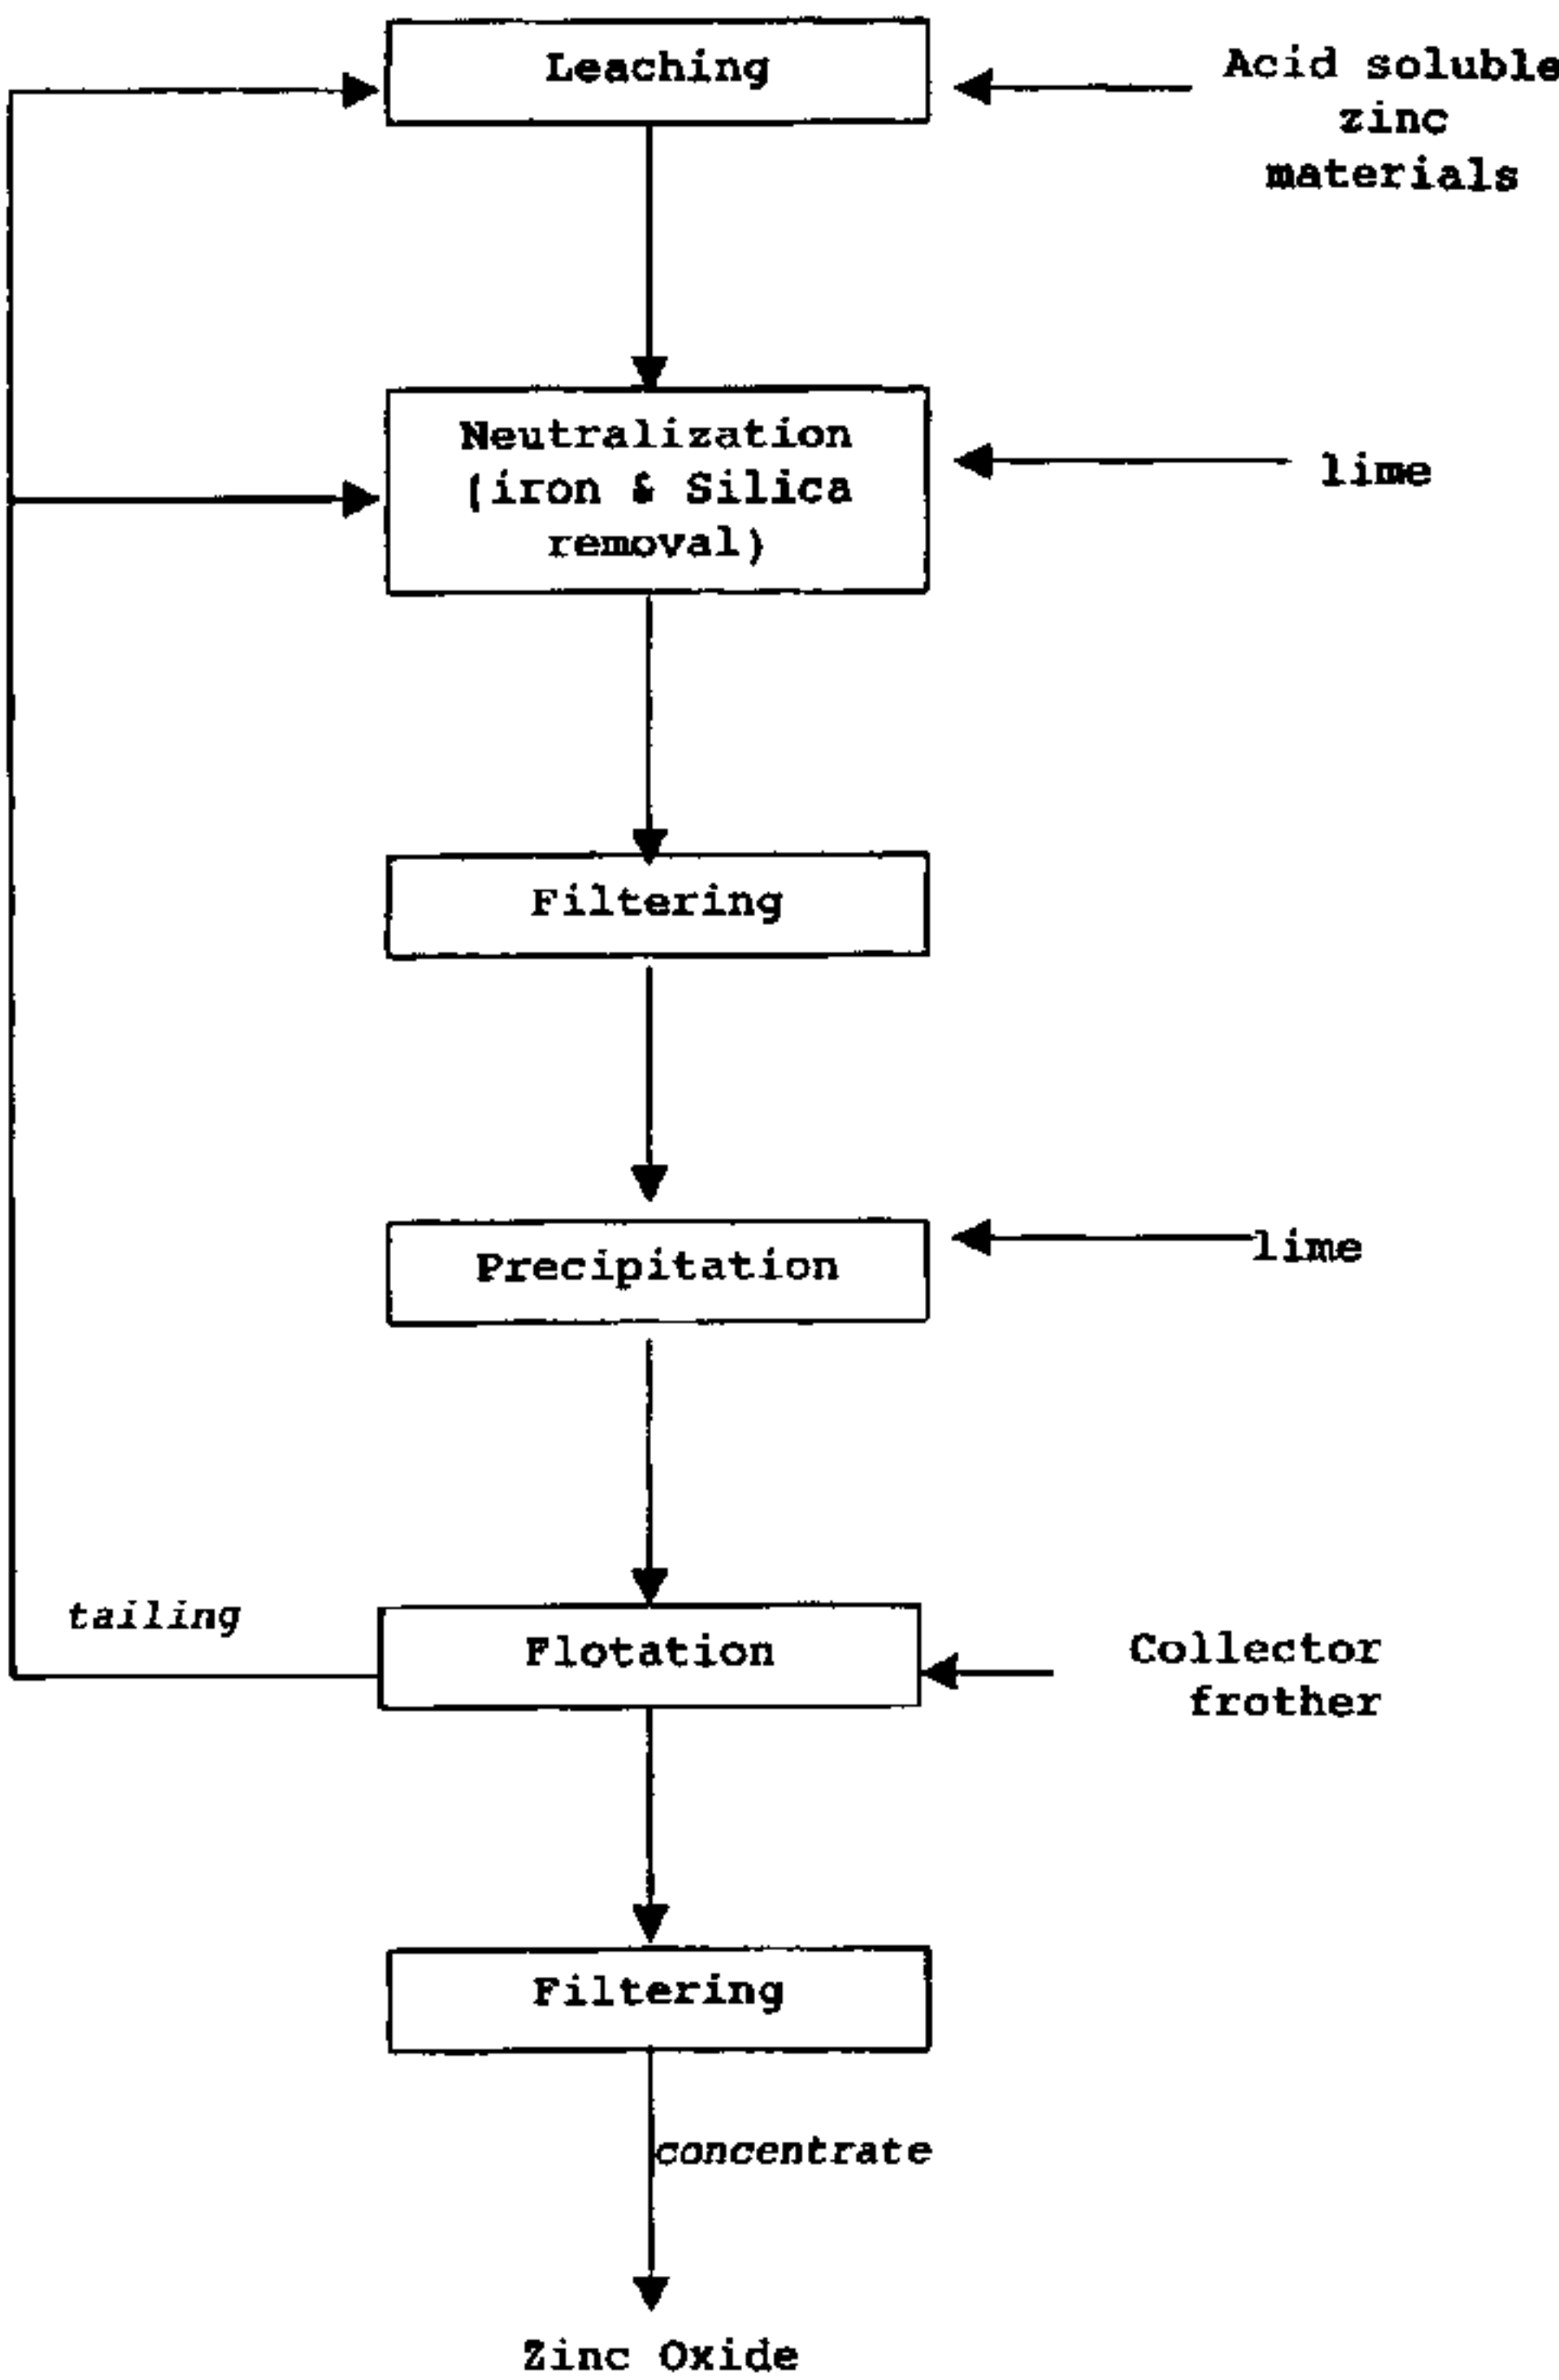 Leaching
Acid soluble
zinc
materials
Neutralization
(iron & Silica
removal)
lime
Filtering
Precipitation
lime
tailing
Flotation
Collector
frother
Filtering
concentrate
Zinc Oxide